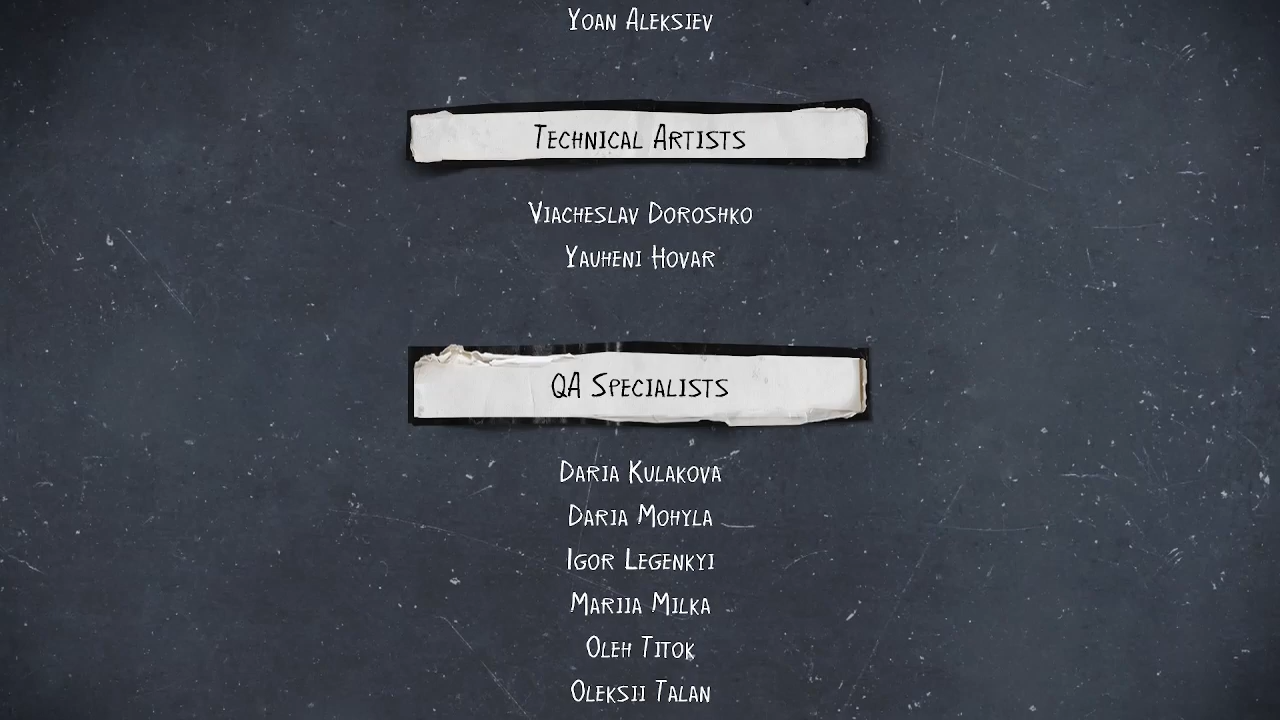 Yoan Aleksiev
Technical Artists
Viacheslav Doroshko
Yauheni Hovar
QA Specialists
Daria Kulakova
Daria Mohyla
Igor Legenkyi
Mariia Milka
Oleh Titok
Oleksii Talan